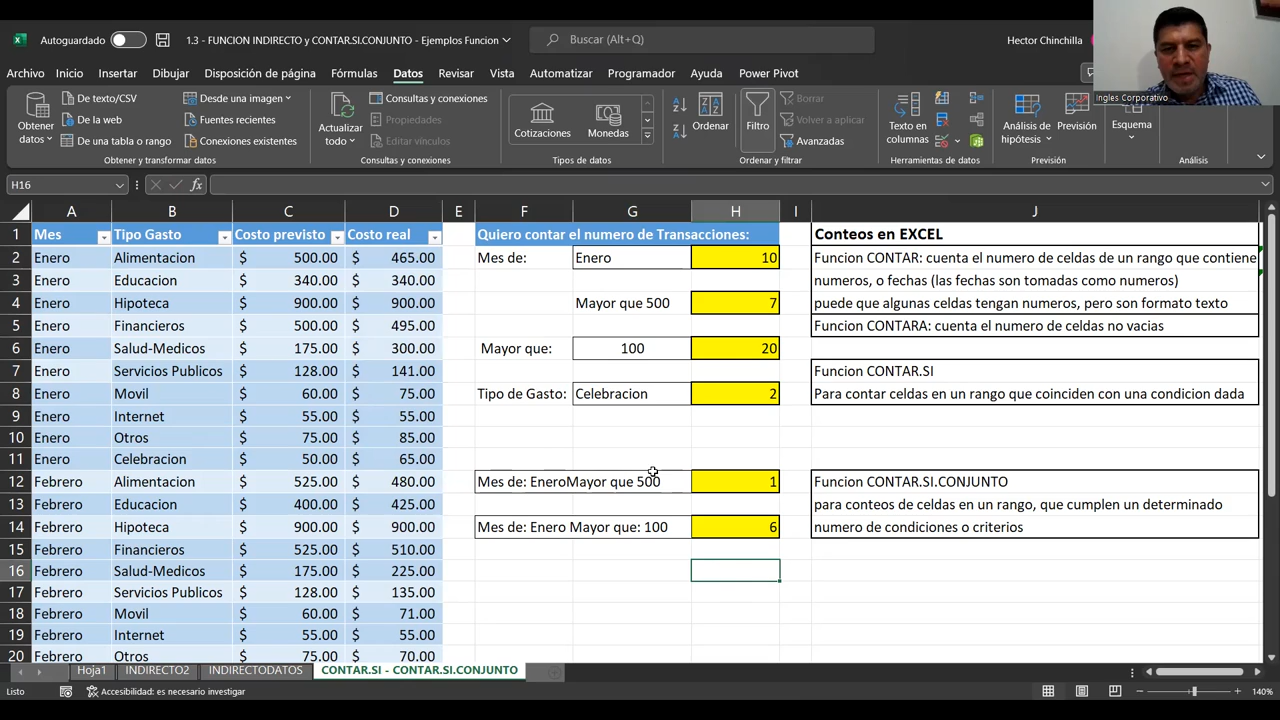 Autoguardado
1.3 - FUNCION INDIRECTO y CONTAR.SI.CONJUNTO - Ejemplos Funcion
Buscar (Alt+Q)
Hector Chinchilla
Ingles Corporativo
Archivo Inicio Insertar Dibujar Disposición de página Fórmulas Datos Revisar Vista Automatizar Programador Ayuda Power Pivot
Obtener datos
De texto/CSV
De la web
De una tabla o rango
Desde una imagen
Fuentes recientes
Conexiones existentes
Obtener y transformar datos
Actualizar todo
Consultas y conexiones
Propiedades
Editar vínculos
Consultas y conexiones
Cotizaciones
Monedas
Tipos de datos
Ordenar
Filtro
Borrar
Volver a aplicar
Avanzadas
Ordenar y filtrar
Texto en columnas
Herramientas de datos
Análisis de hipótesis
Previsión
Previsión
Esquema
Análisis
H16
fx
A B C D E F G H I J
1 Mes Tipo Gasto Costo previsto Costo real Quiero contar el numero de Transacciones: Conteos en EXCEL
2 Enero Alimentacion $ 500.00 $ 465.00 Mes de: Enero 10 Funcion CONTAR: cuenta el numero de celdas de un rango que contiene
3 Enero Educacion $ 340.00 $ 340.00 numeros, o fechas (las fechas son tomadas como numeros)
4 Enero Hipoteca $ 900.00 $ 900.00 Mayor que 500 7 puede que algunas celdas tengan numeros, pero son formato texto
5 Enero Financieros $ 500.00 $ 495.00 Funcion CONTARA: cuenta el numero de celdas no vacias
6 Enero Salud-Medicos $ 175.00 $ 300.00 Mayor que: 100 20
7 Enero Servicios Publicos $ 128.00 $ 141.00 Funcion CONTAR.SI
8 Enero Movil $ 60.00 $ 75.00 Tipo de Gasto: Celebracion 2 Para contar celdas en un rango que coinciden con una condicion dada
9 Enero Internet $ 55.00 $ 55.00
10 Enero Otros $ 75.00 $ 85.00
11 Enero Celebracion $ 50.00 $ 65.00
12 Febrero Alimentacion $ 525.00 $ 480.00 Mes de: EneroMayor que 500 1 Funcion CONTAR.SI.CONJUNTO
13 Febrero Educacion $ 400.00 $ 425.00 para conteos de celdas en un rango, que cumplen un determinado
14 Febrero Hipoteca $ 900.00 $ 900.00 Mes de: Enero Mayor que: 100 6 numero de condiciones o criterios
15 Febrero Financieros $ 525.00 $ 510.00
16 Febrero Salud-Medicos $ 175.00 $ 225.00
17 Febrero Servicios Publicos $ 128.00 $ 135.00
18 Febrero Movil $ 60.00 $ 71.00
19 Febrero Internet $ 55.00 $ 55.00
20 Febrero Otros $ 75.00 $ 70.00
Hoja1 INDIRECTO2 INDIRECTODATOS CONTAR.SI - CONTAR.SI.CONJUNTO
Listo
Accesibilidad: es necesario investigar
140%